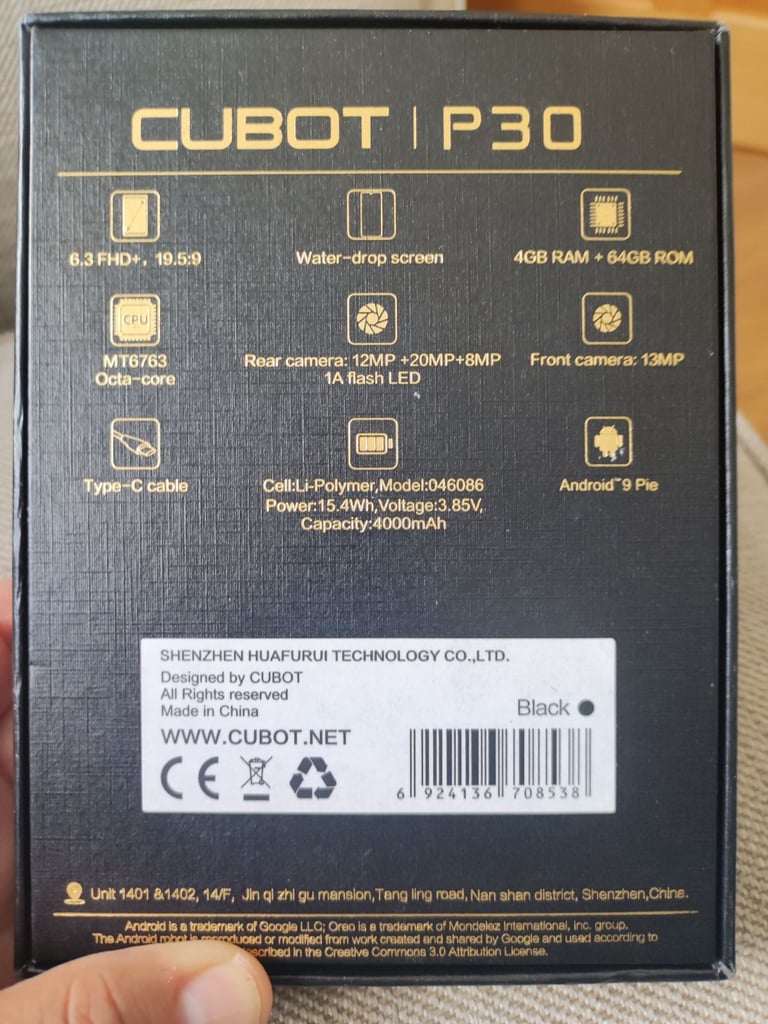 CUBOT | P30
6.3 FHD+, 19.5:9
Water-drop screen
4GB RAM + 64GB ROM
CPU
MT6763
Octa-core
Rear camera: 12MP +20MP+8MP
1A flash LED
Front camera: 13MP
Type-C cable
Cell:Li-Polymer,Model:046086
Power:15.4Wh,Voltage:3.85V,
Capacity:4000mAh
Android™9 Pie
SHENZHEN HUAFURUI TECHNOLOGY CO.,LTD.
Designed by CUBOT
All Rights reserved
Made in China
Black
WWW.CUBOT.NET
CE
6 924136 708538
Unit 1401 &1402, 14/F, Jin qi zhi gu mansion,Tang ling road, Nan shan district, Shenzhen,China.
Android is a trademark of Google LLC; Oreo is a trademark of Mondelez International, Inc. group.
The Android robot is reproduced or modified from work created and shared by Google and used according to
in the Creative Commons 3.0 Attribution License.